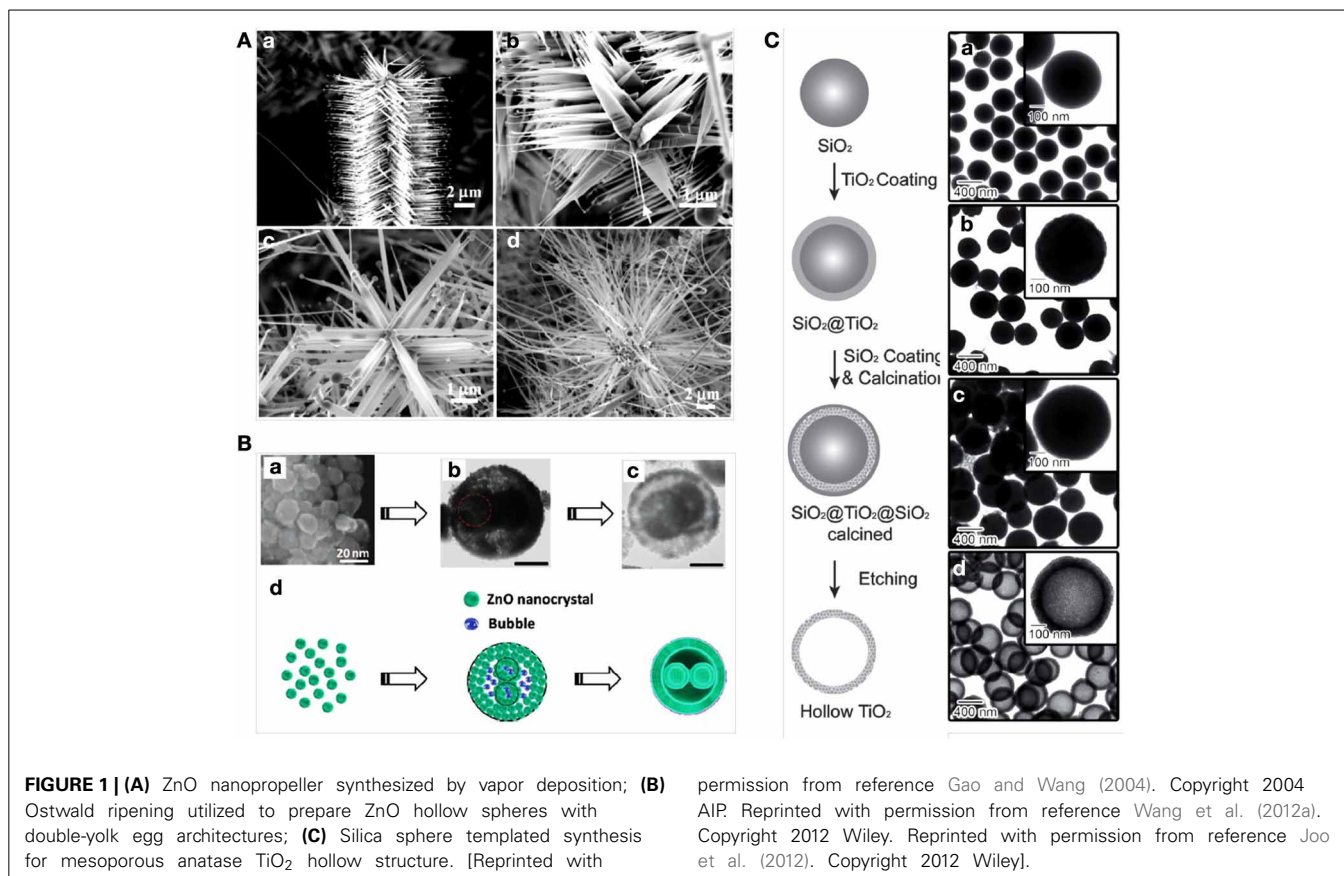 A
a
2 μm
b
1 μm
c
1 μm
d
2 μm
B
a
20 nm
b
c
d
ZnO nanocrystal
Bubble
C
SiO₂
TiO₂ Coating
SiO₂@TiO₂
SiO₂ Coating
& Calcination
SiO₂@TiO₂@SiO₂
calcined
Etching
Hollow TiO₂
a
100 nm
400 nm
b
100 nm
400 nm
c
100 nm
400 nm
d
100 nm
400 nm
FIGURE 1 | (A) ZnO nanopropeller synthesized by vapor deposition; (B)
Ostwald ripening utilized to prepare ZnO hollow spheres with
double-yolk egg architectures; (C) Silica sphere templated synthesis
for mesoporous anatase TiO₂ hollow structure. [Reprinted with
permission from reference Gao and Wang (2004). Copyright 2004
AIP. Reprinted with permission from reference Wang et al. (2012a).
Copyright 2012 Wiley. Reprinted with permission from reference Joo
et al. (2012). Copyright 2012 Wiley].